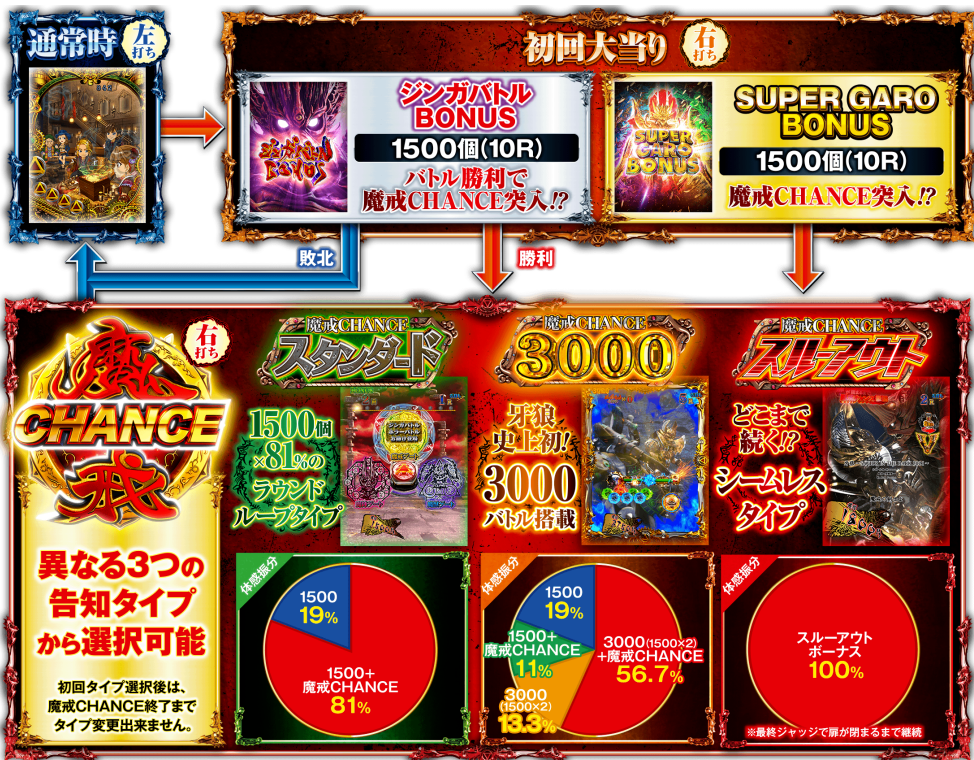 通常時
左打ち
342
初回大当り
右打ち
ジンガバトル
BONUS
ジンガバトル
BONUS
1500個(10R)
バトル勝利で
魔戒CHANCE突入!?
SUPER
GARO
BONUS
SUPER GARO
BONUS
1500個(10R)
魔戒CHANCE突入!?
敗北
勝利
魔戒
CHANCE
右打ち
異なる3つの
告知タイプ
から選択可能
初回タイプ選択後は、
魔戒CHANCE終了まで
タイプ変更出来ません。
魔戒CHANCE
スタンダード
1500個
×81%の
ラウンド
ループタイプ
体感振分
1500
19%
1500+
魔戒CHANCE
81%
魔戒CHANCE
3000
牙狼
史上初!
3000
バトル搭載
体感振分
1500
19%
1500+
魔戒CHANCE
11%
3000
(1500×2)
13.3%
3000(1500×2)
+魔戒CHANCE
56.7%
魔戒CHANCE
スルーアウト
どこまで
続く!?
シームレス
タイプ
体感振分
スルーアウト
ボーナス
100%
※最終ジャッジで扉が閉まるまで継続